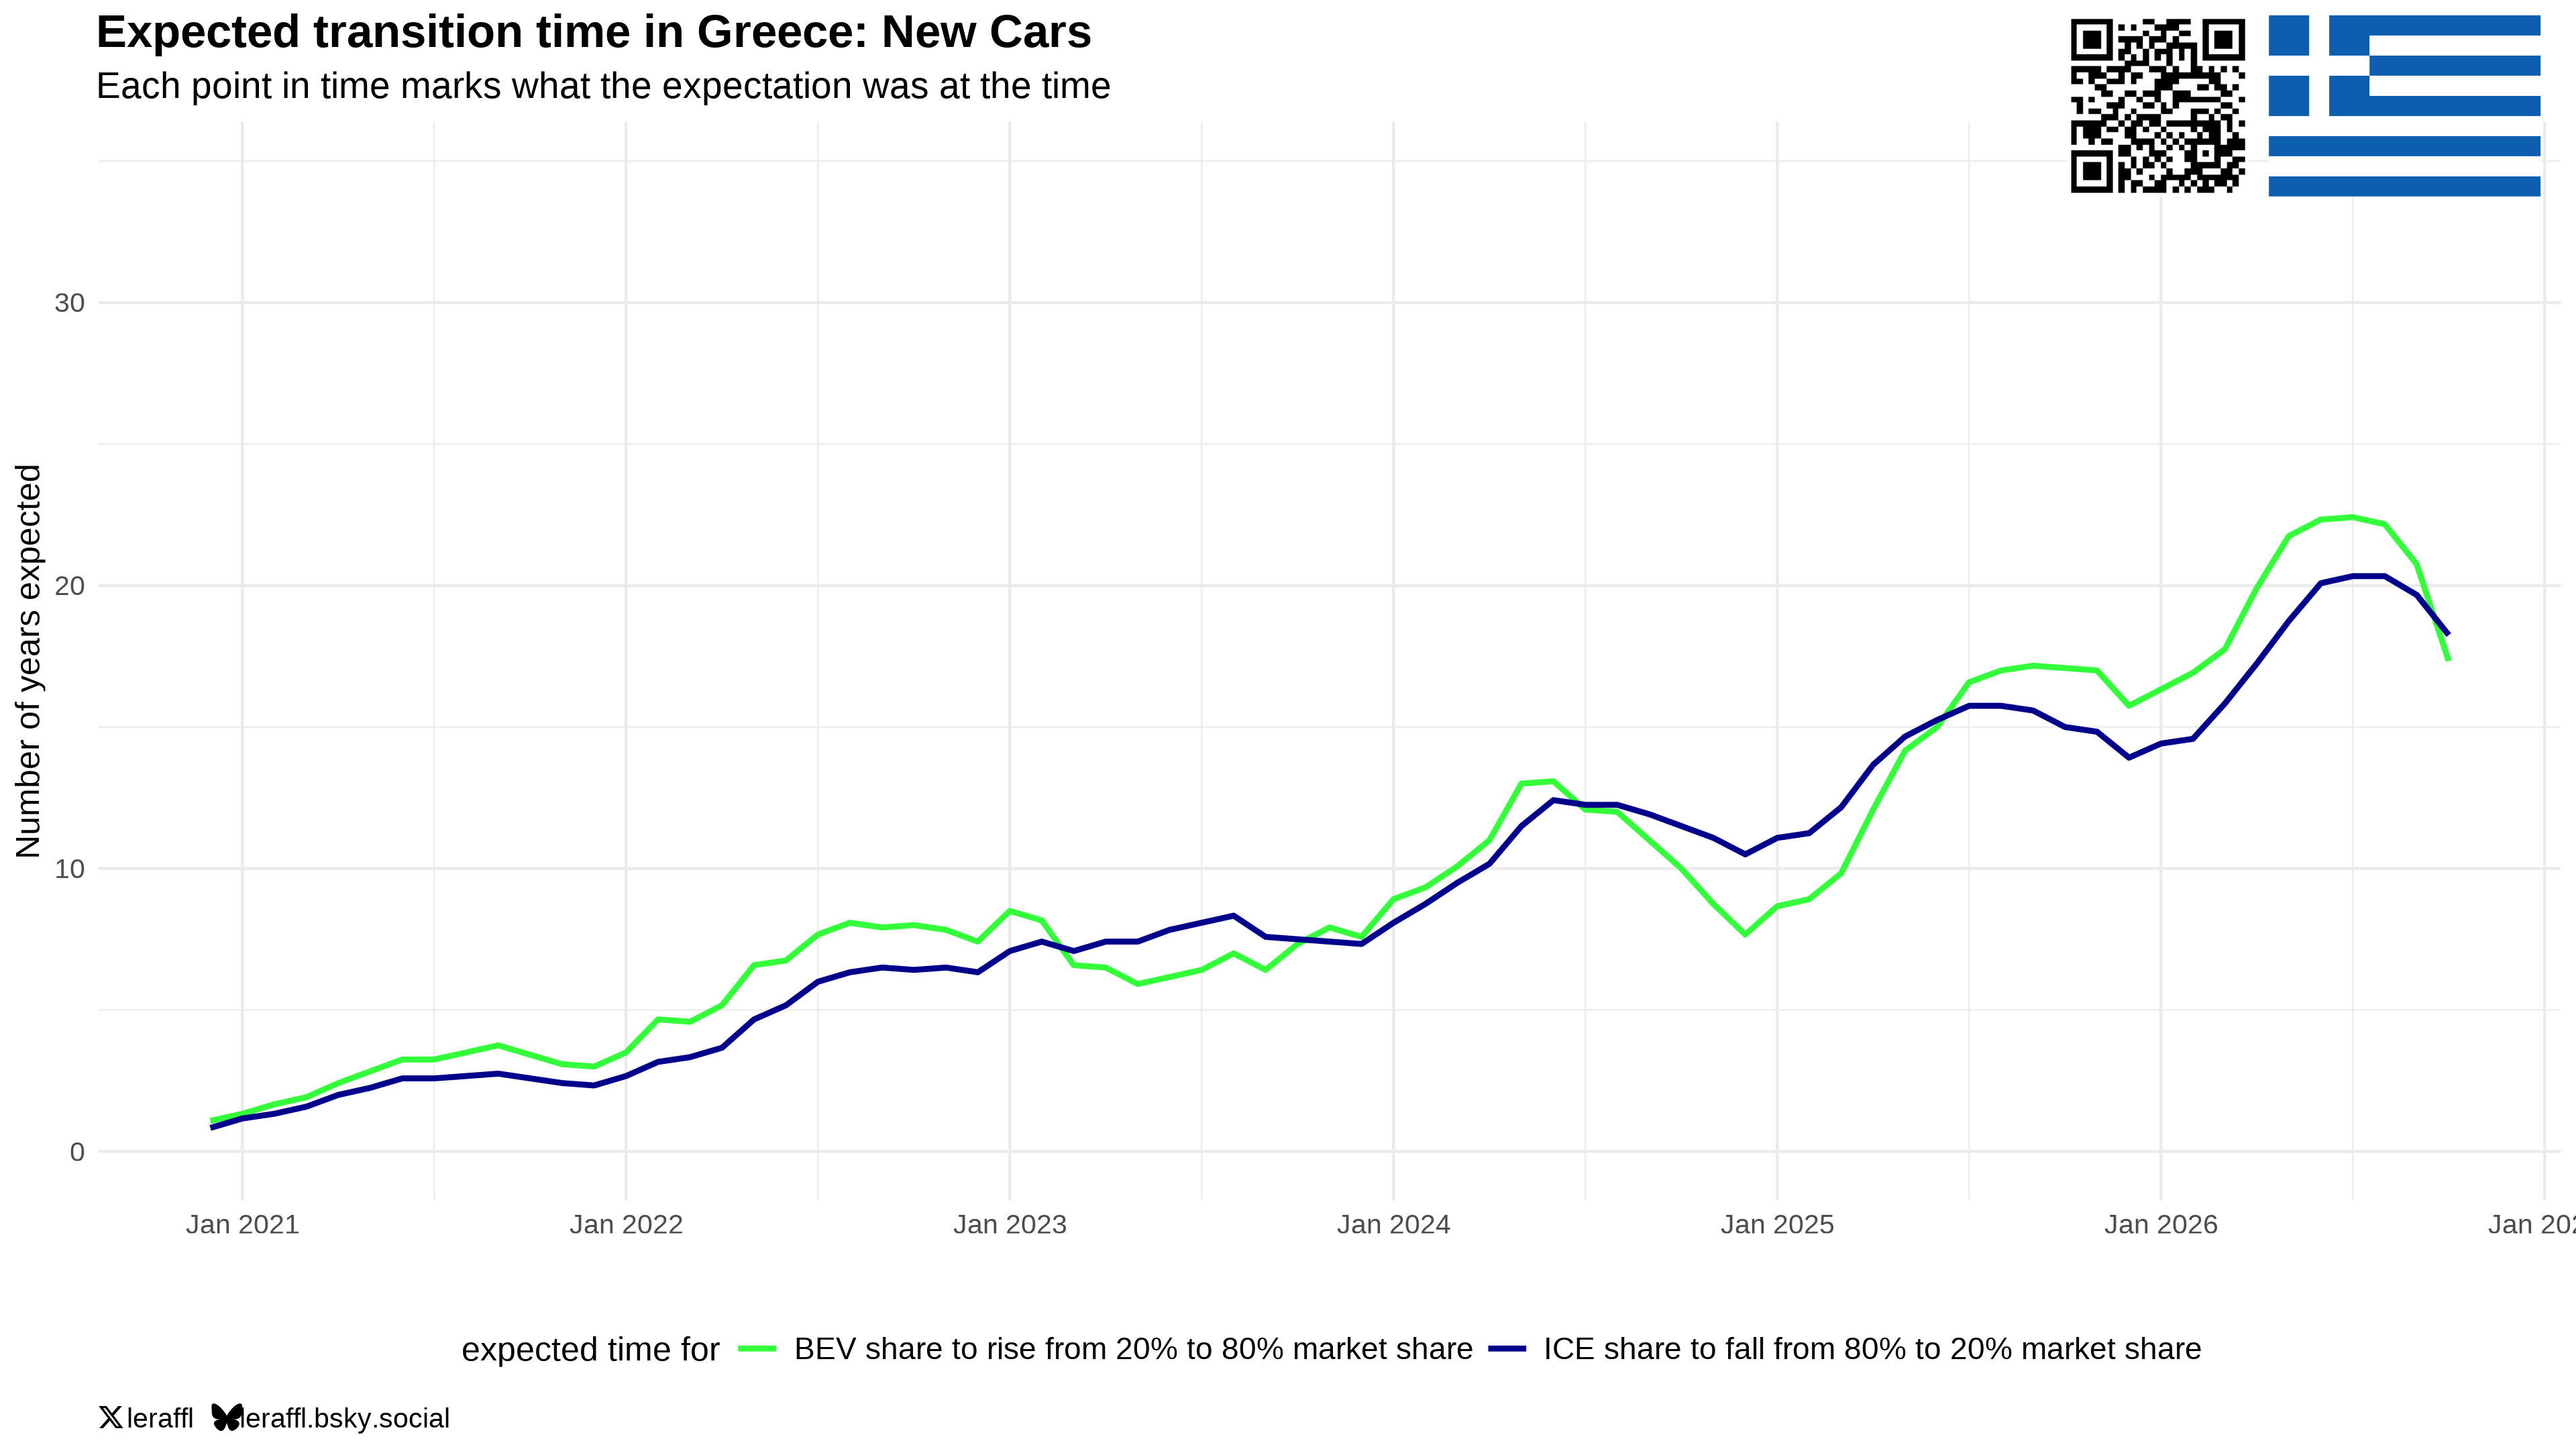 Expected transition time in Greece: New Cars
Each point in time marks what the expectation was at the time
Number of years expected
30
20
10
0
Jan 2021
Jan 2022
Jan 2023
Jan 2024
Jan 2025
Jan 2026
Jan 202
expected time for
BEV share to rise from 20% to 80% market share
ICE share to fall from 80% to 20% market share
leraffl
leraffl.bsky.social